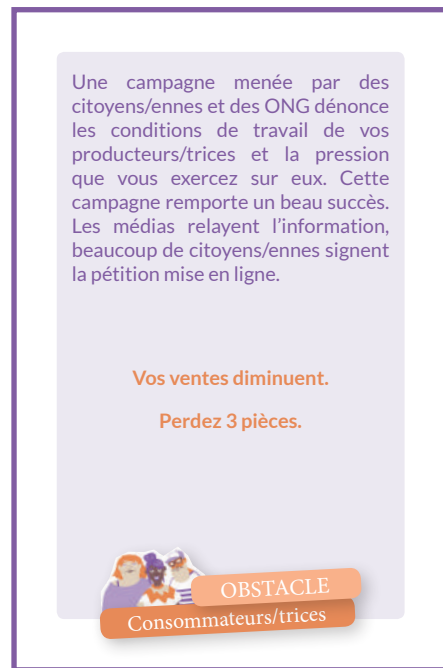 Une campagne menée par des
citoyens/ennes et des ONG dénonce
les conditions de travail de vos
producteurs/trices et la pression
que vous exercez sur eux. Cette
campagne remporte un beau succès.
Les médias relayent l’information,
beaucoup de citoyens/ennes signent
la pétition mise en ligne.
Vos ventes diminuent.
Perdez 3 pièces.
OBSTACLE
Consommateurs/trices